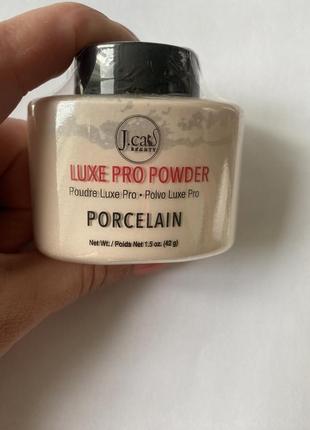 J.cat
BEAUTY
LUXE PRO POWDER
Poudre Luxe Pro • Polvo Luxe Pro
PORCELAIN
Net Wt. / Poids Net 1.5 oz. (42 g)